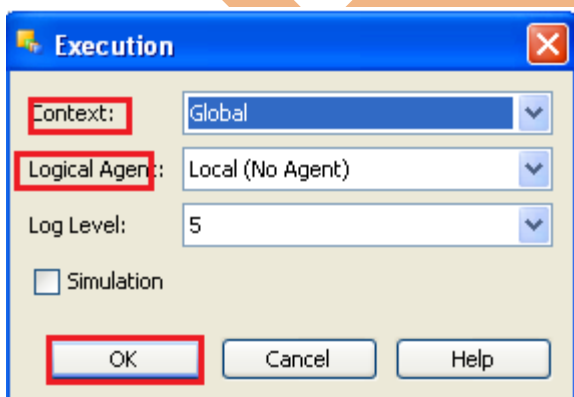 Execution
Context: Global
Logical Agent: Local (No Agent)
Log Level: 5
Simulation
OK Cancel Help